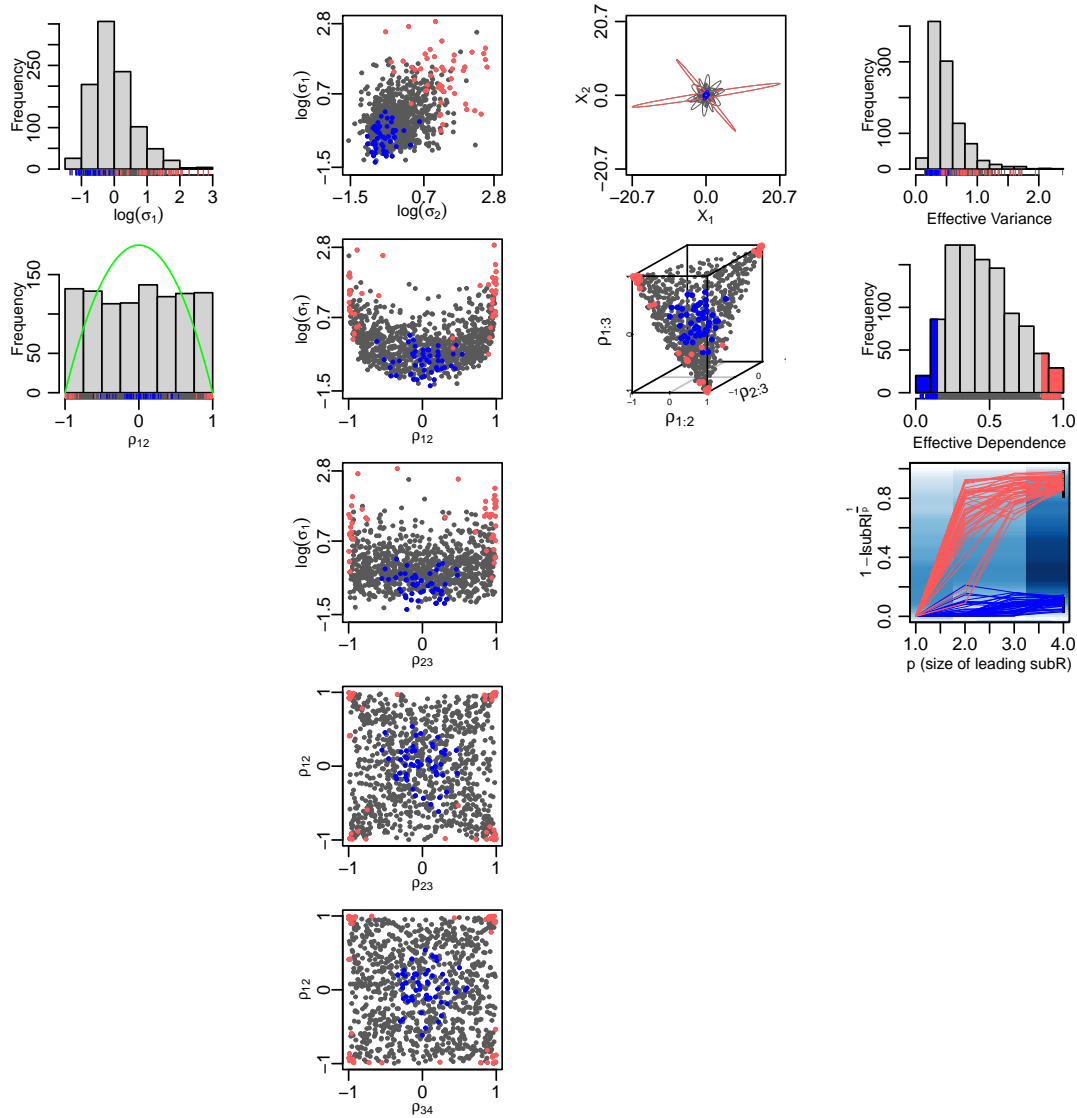 Frequency
0 100 250
−1 0 1 2 3
log(σ1)
log(σ1)
−1.5 0.7 2.8
−1.5 0.7 2.8
log(σ2)
X2
−20.7 0.0 20.7
−20.7 0.0 20.7
X1
Frequency
0 100 300
0.0 1.0 2.0
Effective Variance
Frequency
0 50 150
−1 0 1
ρ12
log(σ1)
−1.5 0.7 2.8
−1 0 1
ρ12
ρ1:3
0
−1
−1 0 1
ρ1:2
−1 0
ρ2:3
Frequency
0 50 150
0.0 0.5 1.0
Effective Dependence
log(σ1)
−1.5 0.7 2.8
−1 0 1
ρ23
1 −|subR|^1/p
0.0 0.4 0.8
1.0 2.0 3.0 4.0
p (size of leading subR)
ρ12
−1 0 1
−1 0 1
ρ23
ρ12
−1 0 1
−1 0 1
ρ34